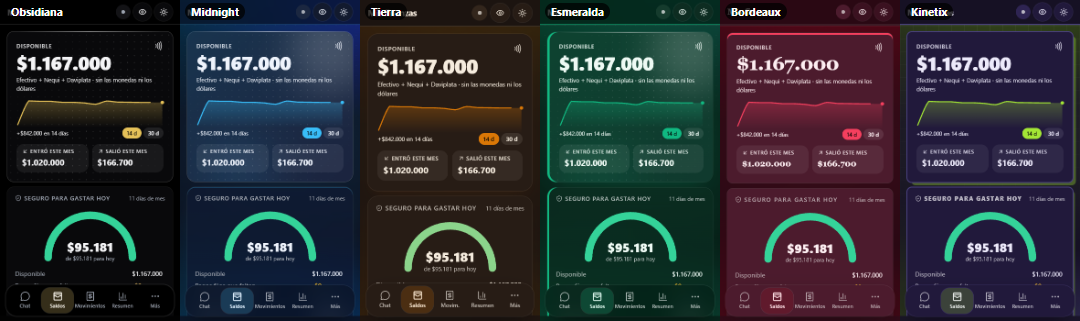 Obsidiana
DISPONIBLE
$1.167.000
Efectivo + Nequi + Daviplata - sin las monedas ni los
dólares
+$842.000 en 14 días
14 d
30 d
ENTRÓ ESTE MES
$1.020.000
SALIÓ ESTE MES
$166.700
SEGURO PARA GASTAR HOY
11 días de mes
$95.181
de $95.181 para hoy
Disponible
$1.167.000
Chat
Saldos
Movimientos
Resumen
Más
Midnight
DISPONIBLE
$1.167.000
Efectivo + Nequi + Daviplata - sin las monedas ni los
dólares
+$842.000 en 14 días
14 d
30 d
ENTRÓ ESTE MES
$1.020.000
SALIÓ ESTE MES
$166.700
SEGURO PARA GASTAR HOY
11 días de mes
$95.181
de $95.181 para hoy
Disponible
$1.167.000
Chat
Saldos
Movimientos
Resumen
Más
Tierra
DISPONIBLE
$1.167.000
Efectivo + Nequi + Daviplata - sin las monedas ni los
dólares
+$842.000 en 14 días
14 d
30 d
ENTRÓ ESTE MES
$1.020.000
SALIÓ ESTE MES
$166.700
SEGURO PARA GASTAR HOY
11 días de mes
$95.181
de $95.181 para hoy
Chat
Saldos
Movims.
Resumen
Más
Esmeralda
DISPONIBLE
$1.167.000
Efectivo + Nequi + Daviplata - sin las monedas ni los
dólares
+$842.000 en 14 días
14 d
30 d
ENTRÓ ESTE MES
$1.020.000
SALIÓ ESTE MES
$166.700
SEGURO PARA GASTAR HOY
11 días de mes
$95.181
de $95.181 para hoy
Disponible
$1.167.000
Chat
Saldos
Movimientos
Resumen
Más
Bordeaux
DISPONIBLE
$1.167.000
Efectivo + Nequi + Daviplata - sin las monedas ni los
dólares
+$842.000 en 14 días
14 d
30 d
ENTRÓ ESTE MES
$1.020.000
SALIÓ ESTE MES
$166.700
SEGURO PARA GASTAR HOY
11 días de mes
$95.181
de $95.181 para hoy
Disponible
$1.167.000
Chat
Saldos
Movimientos
Resumen
Más
Kinetix
DISPONIBLE
$1.167.000
Efectivo + Nequi + Daviplata - sin las monedas ni los
dólares
+$842.000 en 14 días
14 d
30 d
ENTRÓ ESTE MES
$1.020.000
SALIÓ ESTE MES
$166.700
SEGURO PARA GASTAR HOY
11 días de mes
$95.181
de $95.181 para hoy
Disponible
$1.167.000
Chat
Saldos
Movimientos
Resumen
Más